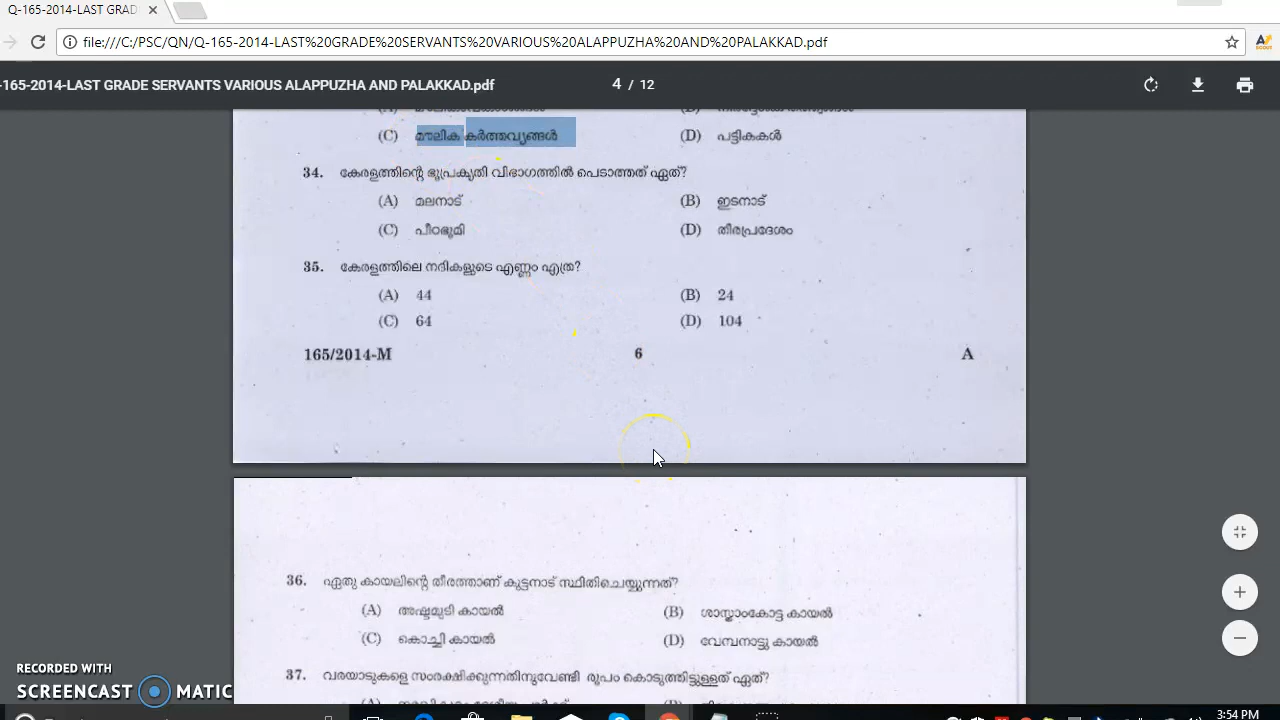 Q-165-2014-LAST GRAD
file:///C:/PSC/QN/Q-165-2014-LAST%20GRADE%20SERVANTS%20VARIOUS%20ALAPPUZHA%20AND%20PALAKKAD.pdf
-165-2014-LAST GRADE SERVANTS VARIOUS ALAPPUZHA AND PALAKKAD.pdf 4 / 12
(C) മൗലിക കർത്തവ്യങ്ങൾ (D) പട്ടികകൾ
34. കേരളത്തിന്റെ ഭൂപ്രകൃതി വിഭാഗത്തിൽ പെടാത്തത് ഏത്?
(A) മലനാട് (B) ഇടനാട്
(C) പീഠഭൂമി (D) തീരപ്രദേശം
35. കേരളത്തിലെ നദികളുടെ എണ്ണം എത്ര?
(A) 44 (B) 24
(C) 64 (D) 104
165/2014-M 6 A
36. ഏതു കായലിന്റെ തീരത്താണ് കുട്ടനാട് സ്ഥിതിചെയ്യുന്നത്?
(A) അഷ്ടമുടി കായൽ (B) ശാസ്താംകോട്ട കായൽ
(C) കൊച്ചി കായൽ (D) വേമ്പനാട്ടു കായൽ
37. വരയാടുകളെ സംരക്ഷിക്കുന്നതിനുവേണ്ടി രൂപം കൊടുത്തിട്ടുള്ളത് ഏത്?
RECORDED WITH
SCREENCAST MATIC
3:54 PM